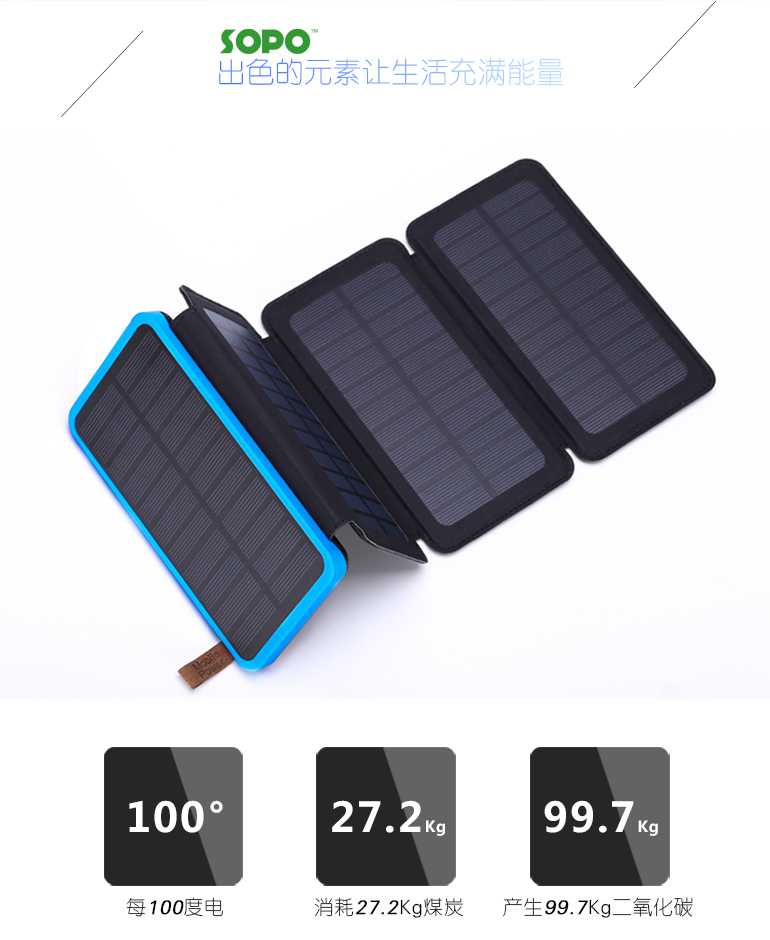 SOPO™
出色的元素让生活充满能量
Mobile
Power
100°
27.2Kg
99.7Kg
每100度电
消耗27.2Kg煤炭
产生99.7Kg二氧化碳